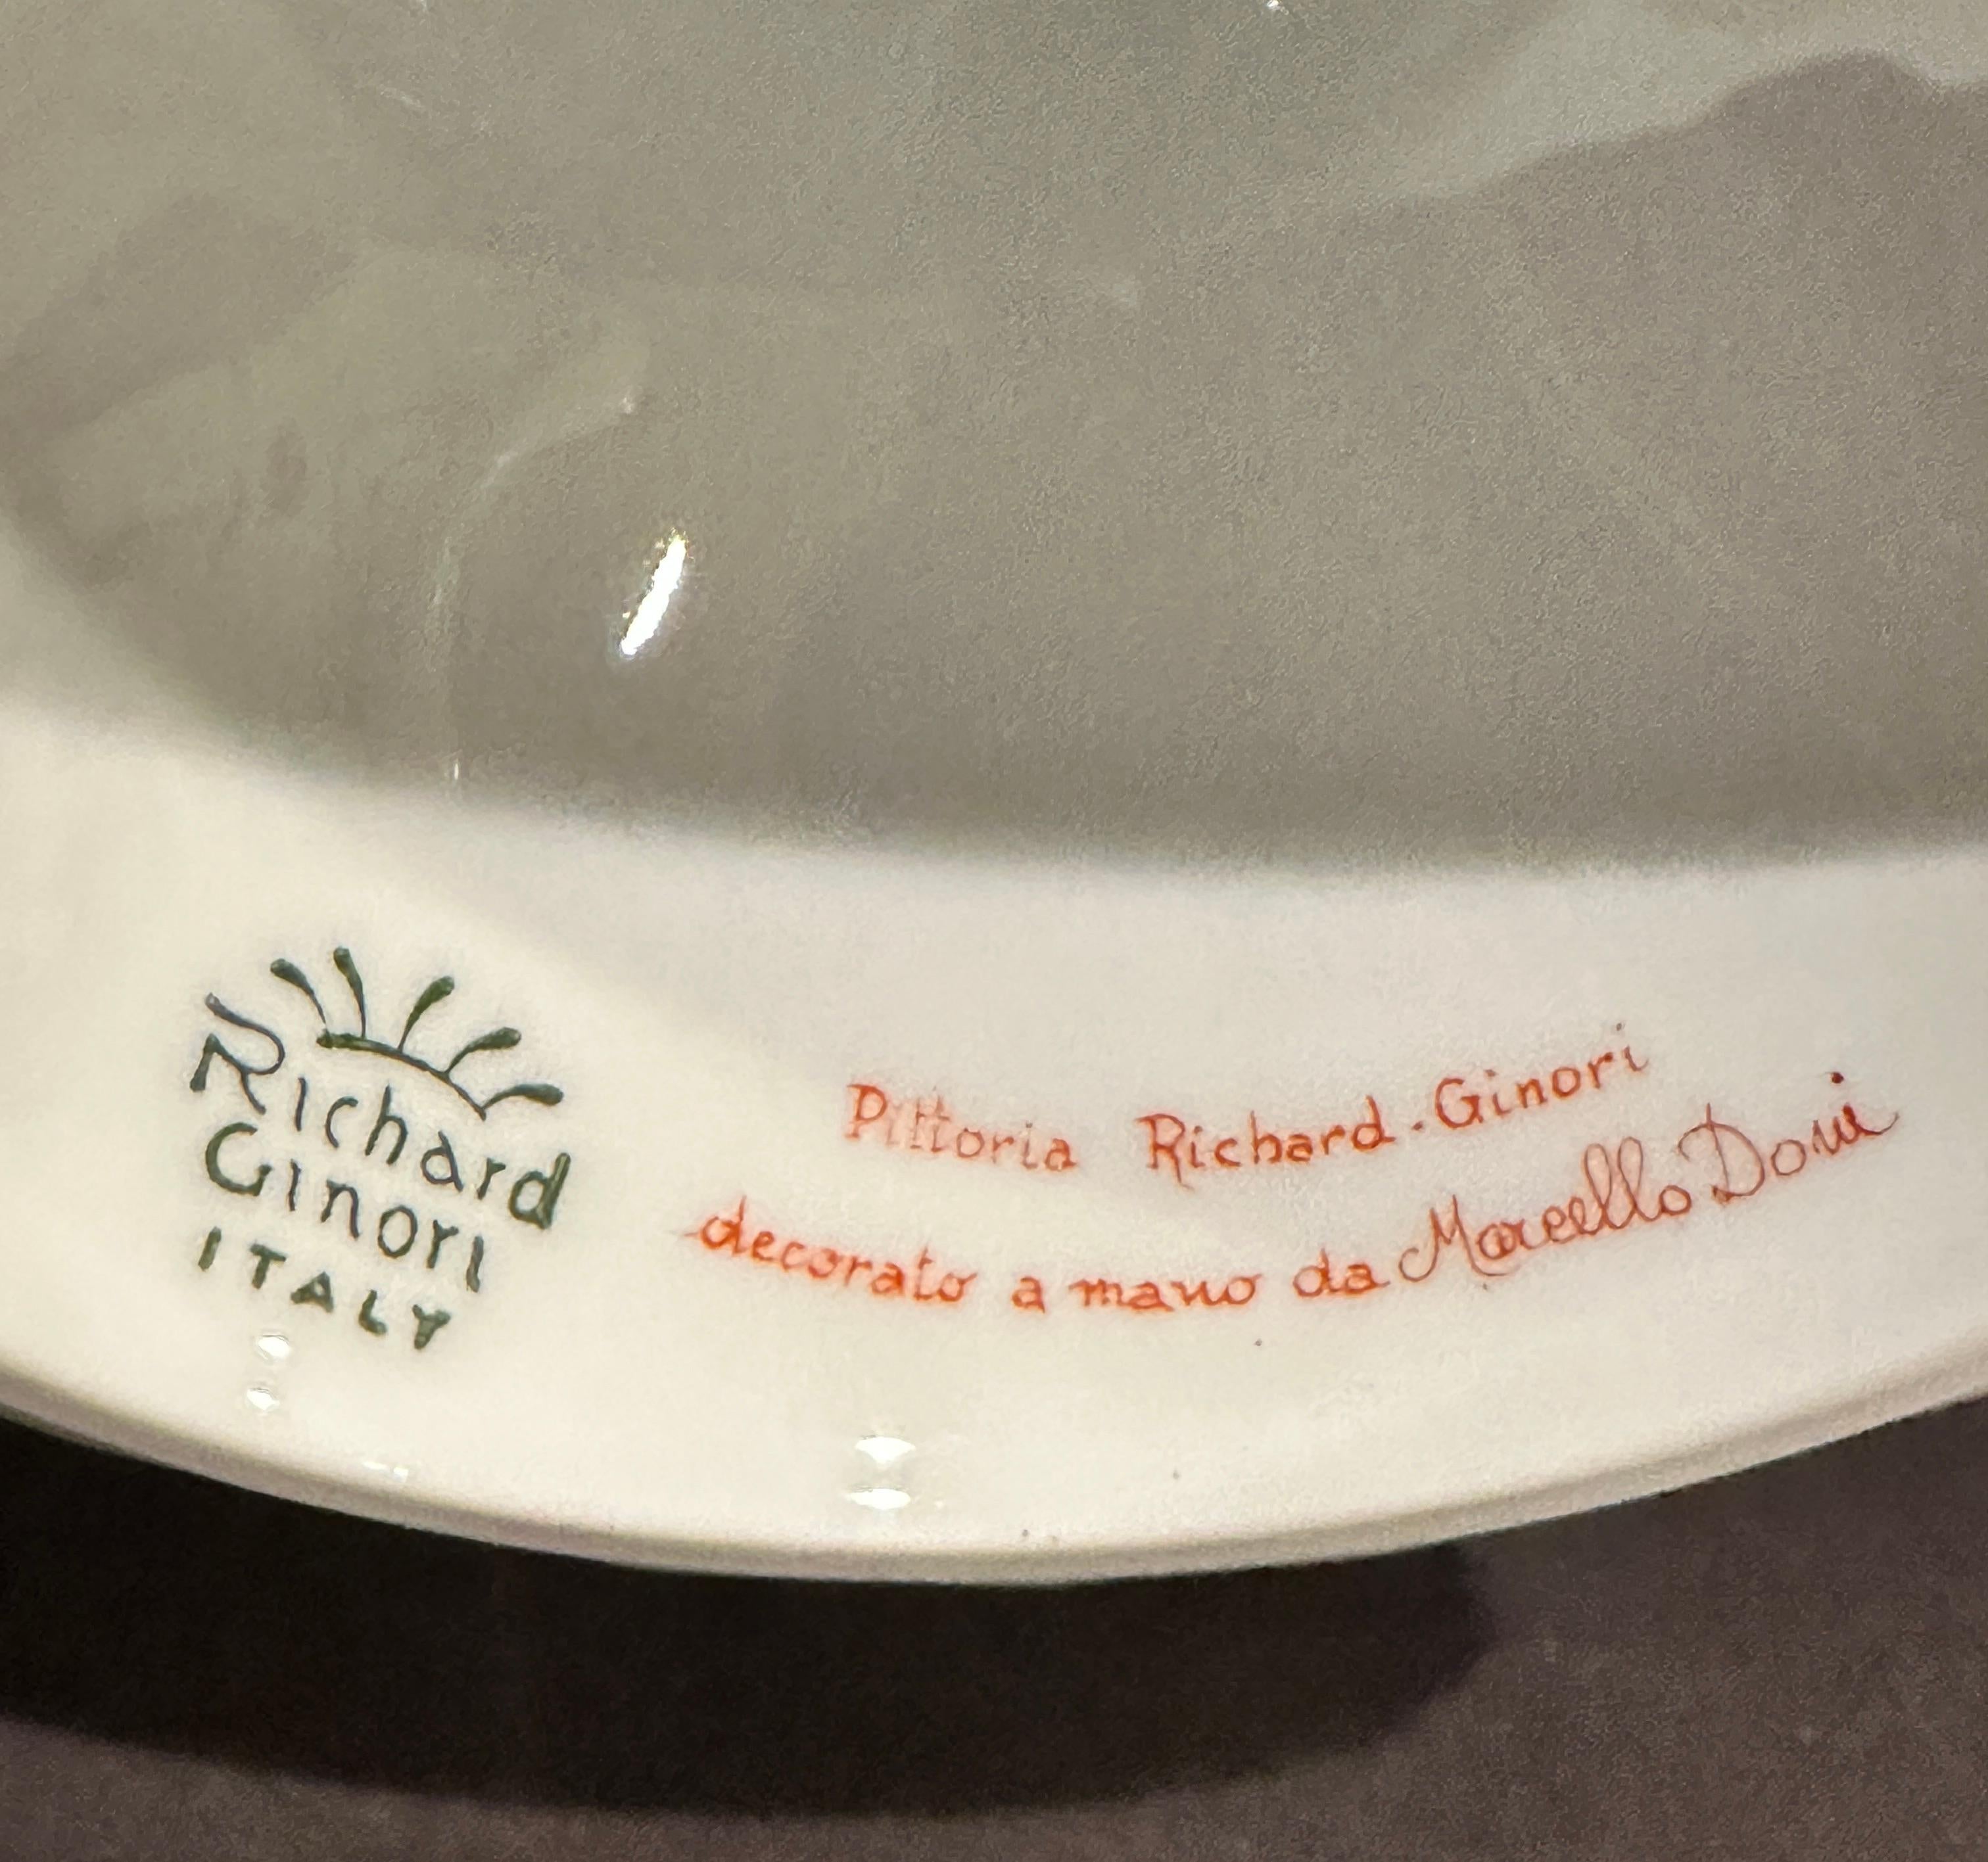 Richard
Ginori
ITALY
Pittoria Richard-Ginori
decorato a mano da Marcello Doni